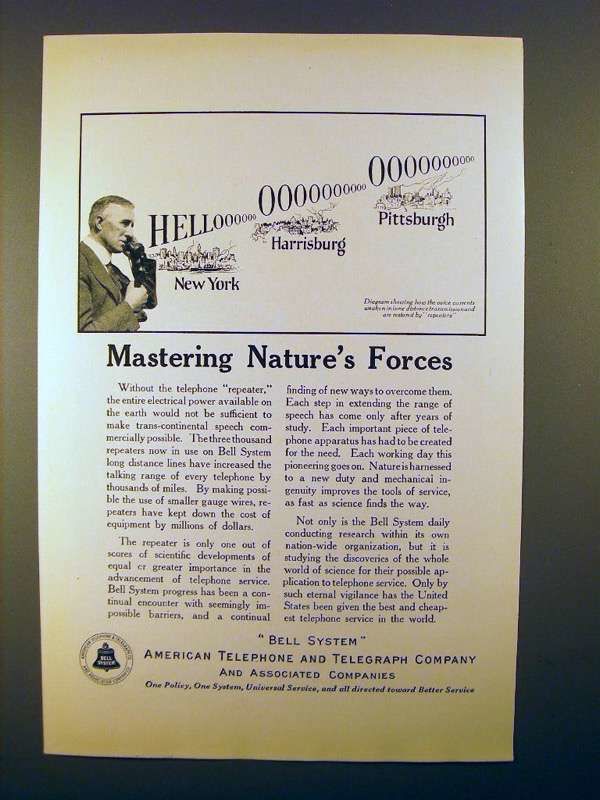 HELLOOOOOO
OOOOOOOOOOO
OOOOOOOOOO
New York
Harrisburg
Pittsburgh
Diagram showing how the voice currents
weaken in long distance transmission and
are restored by "repeaters"
Mastering Nature's Forces
Without the telephone "repeater,"
the entire electrical power available on
the earth would not be sufficient to
make trans-continental speech com-
mercially possible. The three thousand
repeaters now in use on Bell System
long distance lines have increased the
talking range of every telephone by
thousands of miles. By making possi-
ble the use of smaller gauge wires, re-
peaters have kept down the cost of
equipment by millions of dollars.
The repeater is only one out of
scores of scientific developments of
equal or greater importance in the
advancement of telephone service.
Bell System progress has been a con-
tinual encounter with seemingly im-
possible barriers, and a continual
finding of new ways to overcome them.
Each step in extending the range of
speech has come only after years of
study. Each important piece of tele-
phone apparatus has had to be created
for the need. Each working day this
pioneering goes on. Nature is harnessed
to a new duty and mechanical in-
genuity improves the tools of service,
as fast as science finds the way.
Not only is the Bell System daily
conducting research within its own
nation-wide organization, but it is
studying the discoveries of the whole
world of science for their possible ap-
plication to telephone service. Only by
such eternal vigilance has the United
States been given the best and cheap-
est telephone service in the world.
AMERICAN TELEPHONE & TELEGRAPH CO.
BELL
SYSTEM
AND ASSOCIATED COMPANIES
"BELL SYSTEM"
AMERICAN TELEPHONE AND TELEGRAPH COMPANY
AND ASSOCIATED COMPANIES
One Policy, One System, Universal Service, and all directed toward Better Service